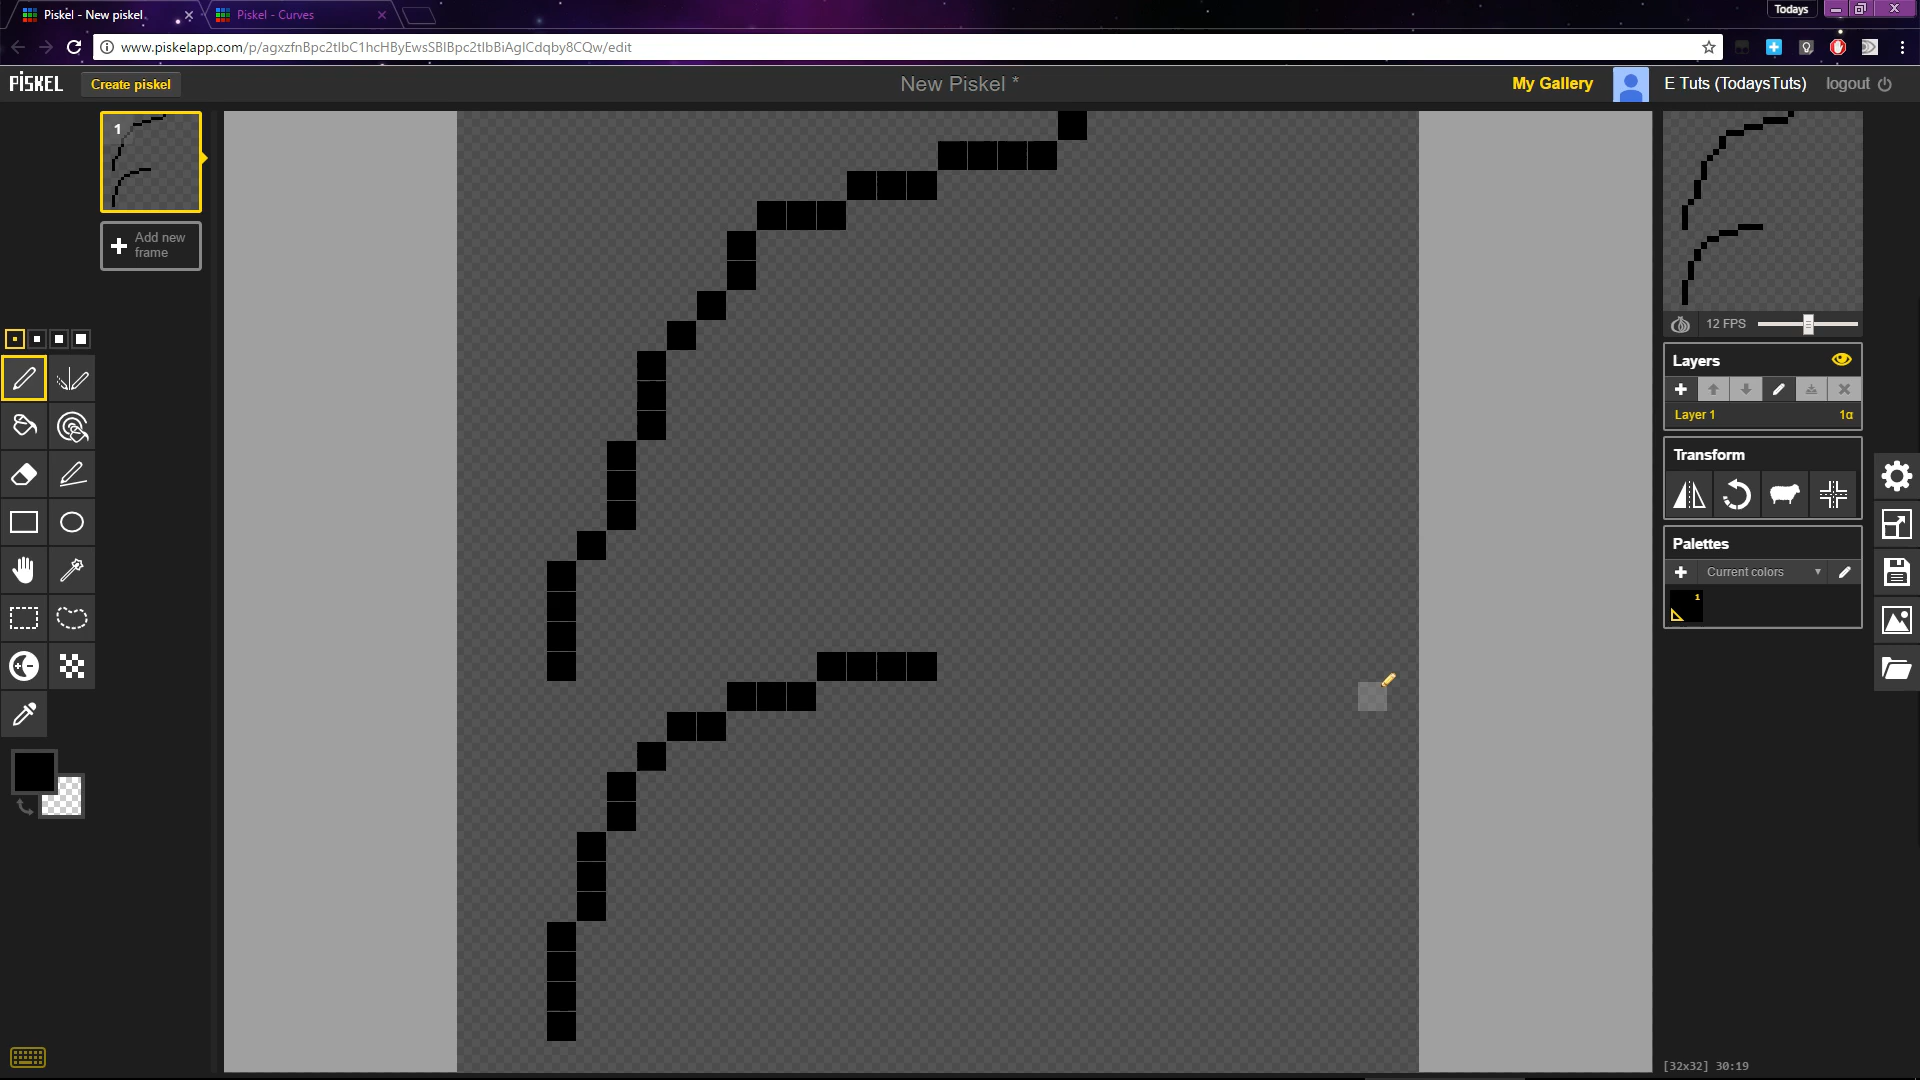 Piskel - New piskel
Piskel - Curves
Todays
www.piskelapp.com/p/agxzfnBpc2tlbC1hcHByEwsSBlBpc2tlbBiAgICdqby8CQw/edit
PISKEL
Create piskel
New Piskel *
My Gallery
E Tuts (TodaysTuts)
logout
1
Add new
frame
12 FPS
Layers
Layer 1
1α
Transform
Palettes
Current colors
1
[32x32] 30:19